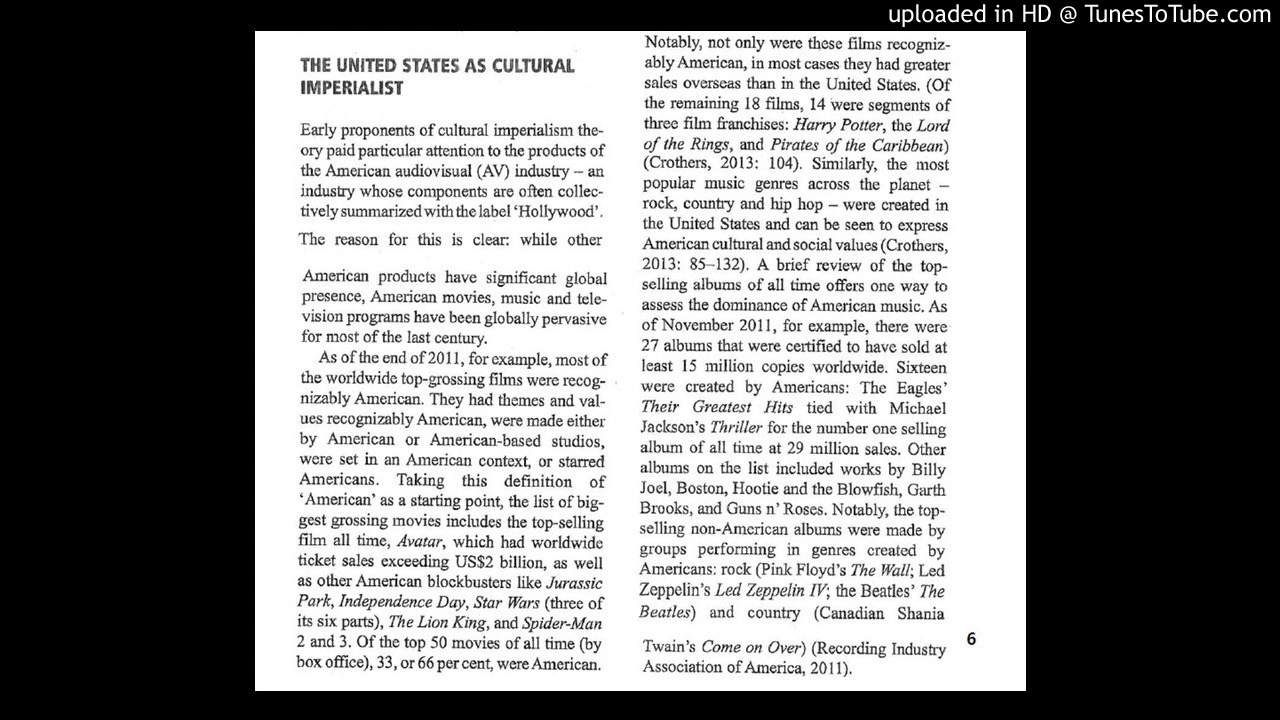 uploaded in HD @ TunesToTube.com
THE UNITED STATES AS CULTURAL
IMPERIALIST
Early proponents of cultural imperialism the-
ory paid particular attention to the products of
the American audiovisual (AV) industry – an
industry whose components are often collec-
tively summarized with the label ‘Hollywood’.
The reason for this is clear: while other
American products have significant global
presence, American movies, music and tele-
vision programs have been globally pervasive
for most of the last century.
As of the end of 2011, for example, most of
the worldwide top-grossing films were recog-
nizably American. They had themes and val-
ues recognizably American, were made either
by American or American-based studios,
were set in an American context, or starred
Americans. Taking this definition of
‘American’ as a starting point, the list of big-
gest grossing movies includes the top-selling
film all time, Avatar, which had worldwide
ticket sales exceeding US$2 billion, as well
as other American blockbusters like Jurassic
Park, Independence Day, Star Wars (three of
its six parts), The Lion King, and Spider-Man
2 and 3. Of the top 50 movies of all time (by
box office), 33, or 66 per cent, were American.
Notably, not only were these films recogniz-
ably American, in most cases they had greater
sales overseas than in the United States. (Of
the remaining 18 films, 14 were segments of
three film franchises: Harry Potter, the Lord
of the Rings, and Pirates of the Caribbean)
(Crothers, 2013: 104). Similarly, the most
popular music genres across the planet –
rock, country and hip hop – were created in
the United States and can be seen to express
American cultural and social values (Crothers,
2013: 85–132). A brief review of the top-
selling albums of all time offers one way to
assess the dominance of American music. As
of November 2011, for example, there were
27 albums that were certified to have sold at
least 15 million copies worldwide. Sixteen
were created by Americans: The Eagles’
Their Greatest Hits tied with Michael
Jackson’s Thriller for the number one selling
album of all time at 29 million sales. Other
albums on the list included works by Billy
Joel, Boston, Hootie and the Blowfish, Garth
Brooks, and Guns n’ Roses. Notably, the top-
selling non-American albums were made by
groups performing in genres created by
Americans: rock (Pink Floyd’s The Wall; Led
Zeppelin’s Led Zeppelin IV; the Beatles’ The
Beatles) and country (Canadian Shania
Twain’s Come on Over) (Recording Industry
Association of America, 2011).
6